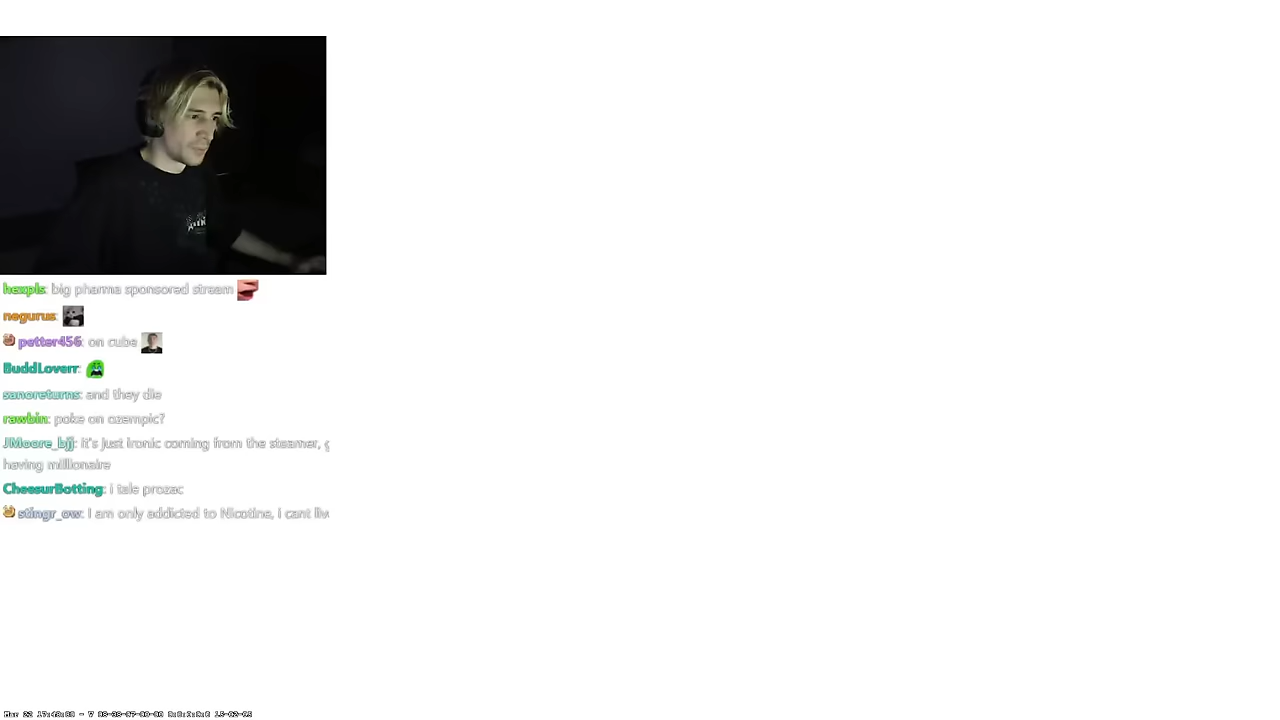 hexpls: big pharma sponsored stream
negurus:
petter456: on cube
BuddLoverr:
sanoreturns: and they die
rawbin: poke on ozempic?
JMoore_bjj: it's just ironic coming from the steamer, g
having millionaire
CheesurBotting: i tale prozac
stingr_ow: I am only addicted to Nicotine, i cant liv